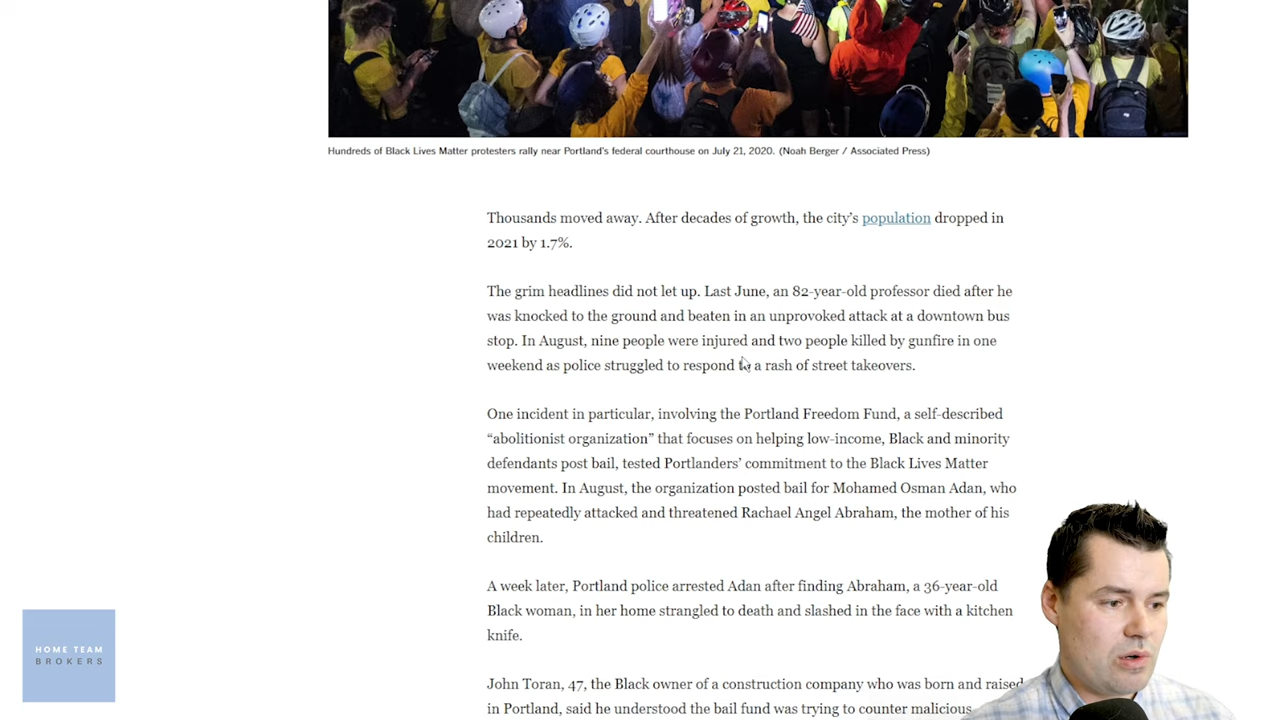 Hundreds of Black Lives Matter protesters rally near Portland's federal courthouse on July 21, 2020. (Noah Berger / Associated Press)
Thousands moved away. After decades of growth, the city's population dropped in
2021 by 1.7%.
The grim headlines did not let up. Last June, an 82-year-old professor died after he
was knocked to the ground and beaten in an unprovoked attack at a downtown bus
stop. In August, nine people were injured and two people killed by gunfire in one
weekend as police struggled to respond to a rash of street takeovers.
One incident in particular, involving the Portland Freedom Fund, a self-described
“abolitionist organization” that focuses on helping low-income, Black and minority
defendants post bail, tested Portlanders’ commitment to the Black Lives Matter
movement. In August, the organization posted bail for Mohamed Osman Adan, who
had repeatedly attacked and threatened Rachael Angel Abraham, the mother of his
children.
A week later, Portland police arrested Adan after finding Abraham, a 36-year-old
Black woman, in her home strangled to death and slashed in the face with a kitchen
knife.
John Toran, 47, the Black owner of a construction company who was born and raised
in Portland, said he understood the bail fund was trying to counter malicious
HOME TEAM
BROKERS